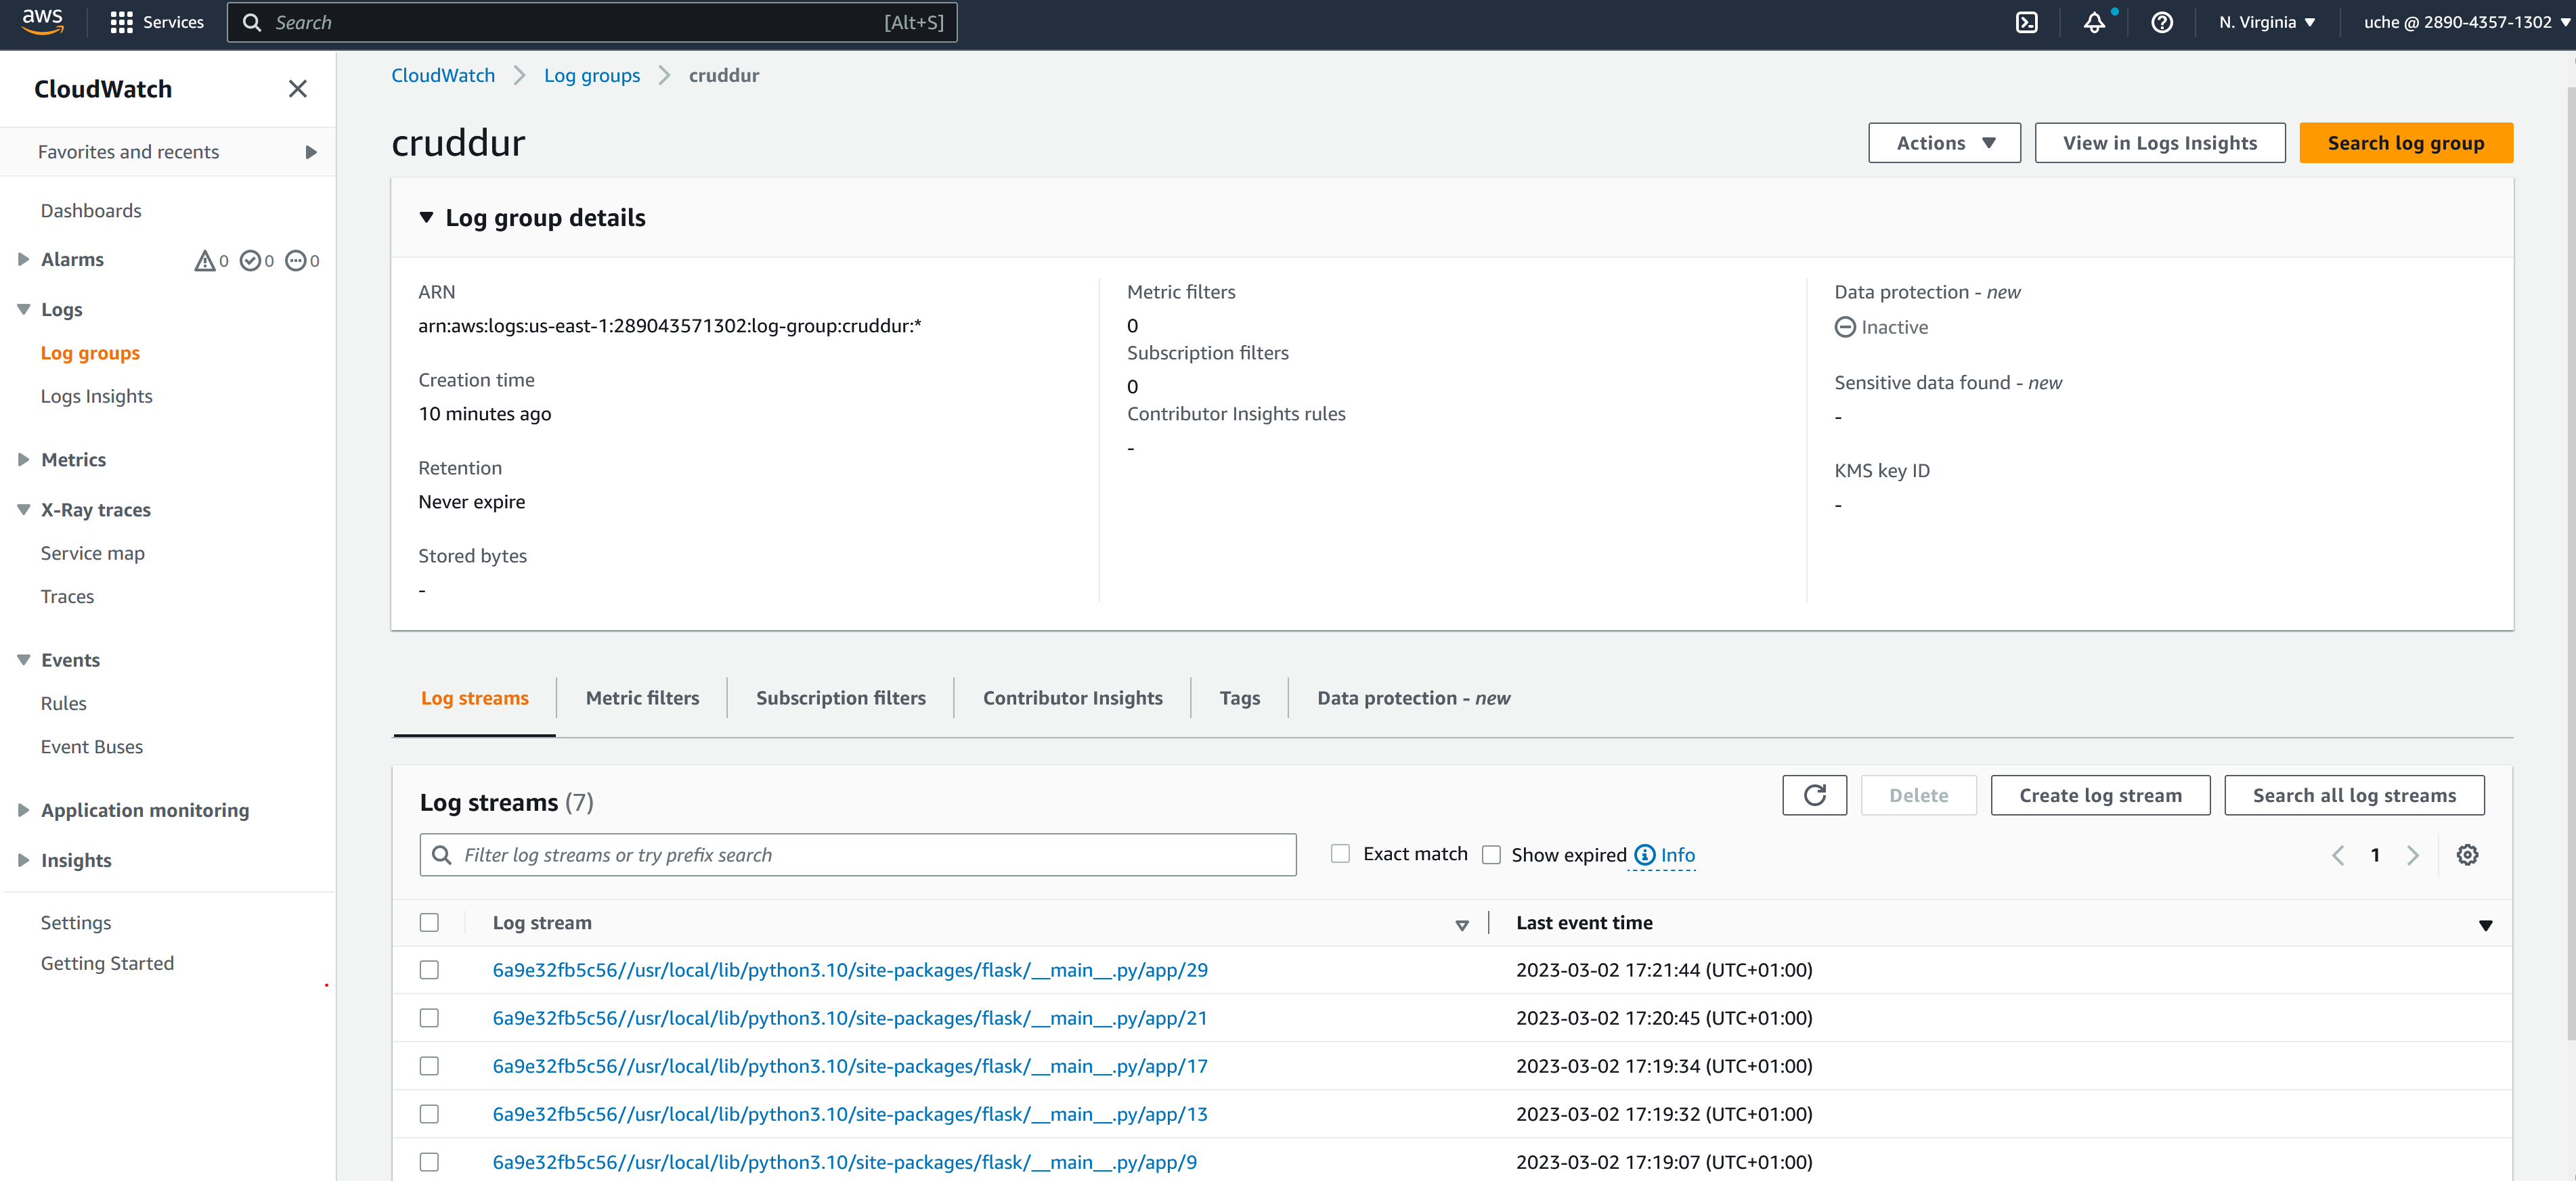 aws
Services
Search
[Alt+S]
N. Virginia
uche @ 2890-4357-1302
CloudWatch
Favorites and recents
Dashboards
Alarms
0
0
0
Logs
Log groups
Logs Insights
Metrics
X-Ray traces
Service map
Traces
Events
Rules
Event Buses
Application monitoring
Insights
Settings
Getting Started
CloudWatch
Log groups
cruddur
cruddur
Actions
View in Logs Insights
Search log group
Log group details
ARN
arn:aws:logs:us-east-1:289043571302:log-group:cruddur:*
Creation time
10 minutes ago
Retention
Never expire
Stored bytes
-
Metric filters
0
Subscription filters
0
Contributor Insights rules
-
Data protection - new
Inactive
Sensitive data found - new
-
KMS key ID
-
Log streams
Metric filters
Subscription filters
Contributor Insights
Tags
Data protection - new
Log streams (7)
Delete
Create log stream
Search all log streams
Filter log streams or try prefix search
Exact match
Show expired
Info
1
Log stream
Last event time
6a9e32fb5c56//usr/local/lib/python3.10/site-packages/flask/__main__.py/app/29
2023-03-02 17:21:44 (UTC+01:00)
6a9e32fb5c56//usr/local/lib/python3.10/site-packages/flask/__main__.py/app/21
2023-03-02 17:20:45 (UTC+01:00)
6a9e32fb5c56//usr/local/lib/python3.10/site-packages/flask/__main__.py/app/17
2023-03-02 17:19:34 (UTC+01:00)
6a9e32fb5c56//usr/local/lib/python3.10/site-packages/flask/__main__.py/app/13
2023-03-02 17:19:32 (UTC+01:00)
6a9e32fb5c56//usr/local/lib/python3.10/site-packages/flask/__main__.py/app/9
2023-03-02 17:19:07 (UTC+01:00)